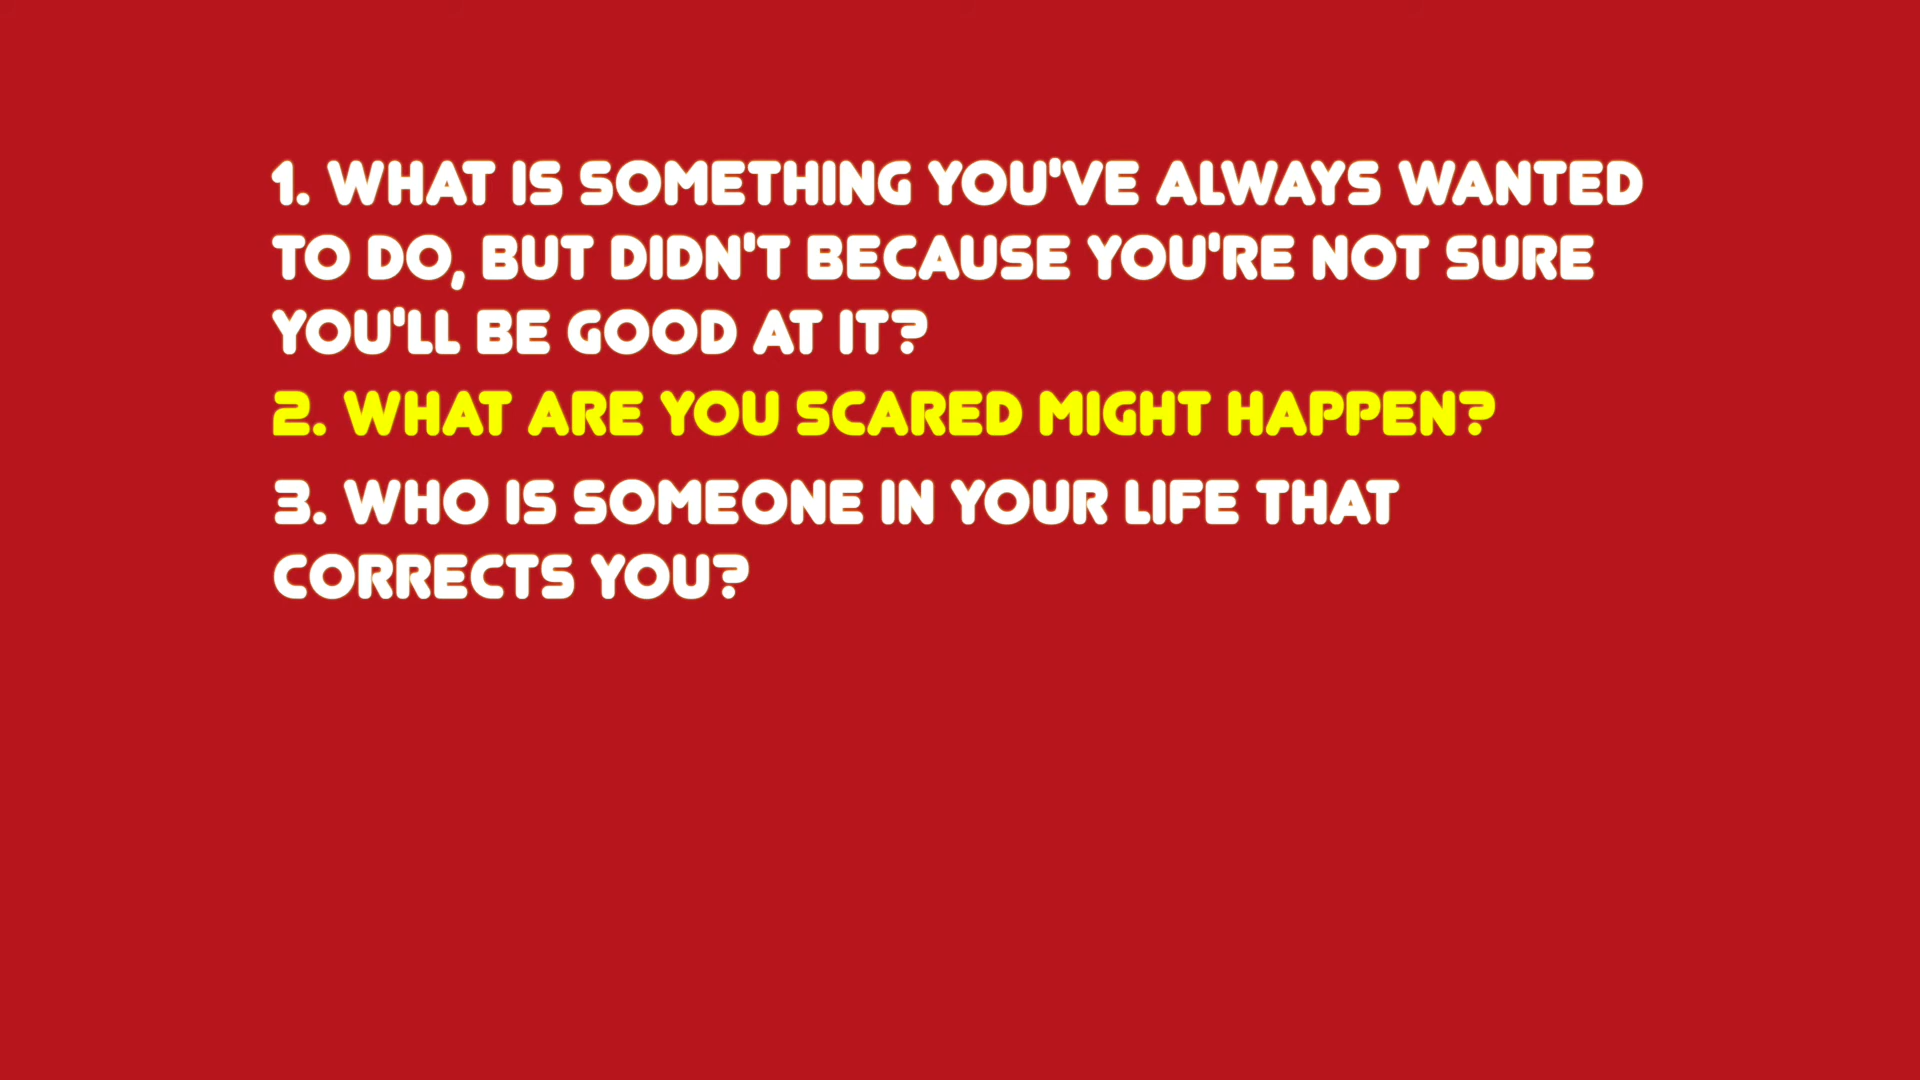 1. WHAT IS SOMETHING YOU'VE ALWAYS WANTED
TO DO, BUT DIDN'T BECAUSE YOU'RE NOT SURE
YOU'LL BE GOOD AT IT?
2. WHAT ARE YOU SCARED MIGHT HAPPEN?
3. WHO IS SOMEONE IN YOUR LIFE THAT
CORRECTS YOU?